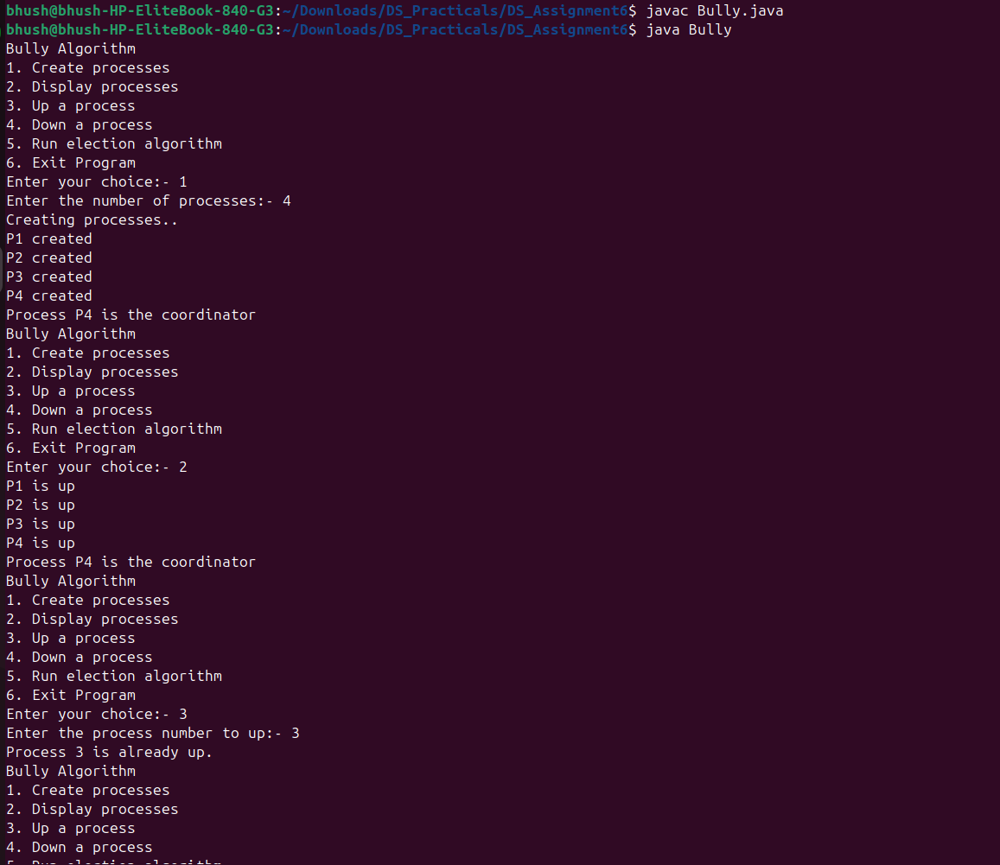 bhush@bhush-HP-EliteBook-840-G3:~/Downloads/DS_Practicals/DS_Assignment6$ javac Bully.java
bhush@bhush-HP-EliteBook-840-G3:~/Downloads/DS_Practicals/DS_Assignment6$ java Bully
Bully Algorithm
1. Create processes
2. Display processes
3. Up a process
4. Down a process
5. Run election algorithm
6. Exit Program
Enter your choice:- 1
Enter the number of processes:- 4
Creating processes..
P1 created
P2 created
P3 created
P4 created
Process P4 is the coordinator
Bully Algorithm
1. Create processes
2. Display processes
3. Up a process
4. Down a process
5. Run election algorithm
6. Exit Program
Enter your choice:- 2
P1 is up
P2 is up
P3 is up
P4 is up
Process P4 is the coordinator
Bully Algorithm
1. Create processes
2. Display processes
3. Up a process
4. Down a process
5. Run election algorithm
6. Exit Program
Enter your choice:- 3
Enter the process number to up:- 3
Process 3 is already up.
Bully Algorithm
1. Create processes
2. Display processes
3. Up a process
4. Down a process
5. Run election algorithm